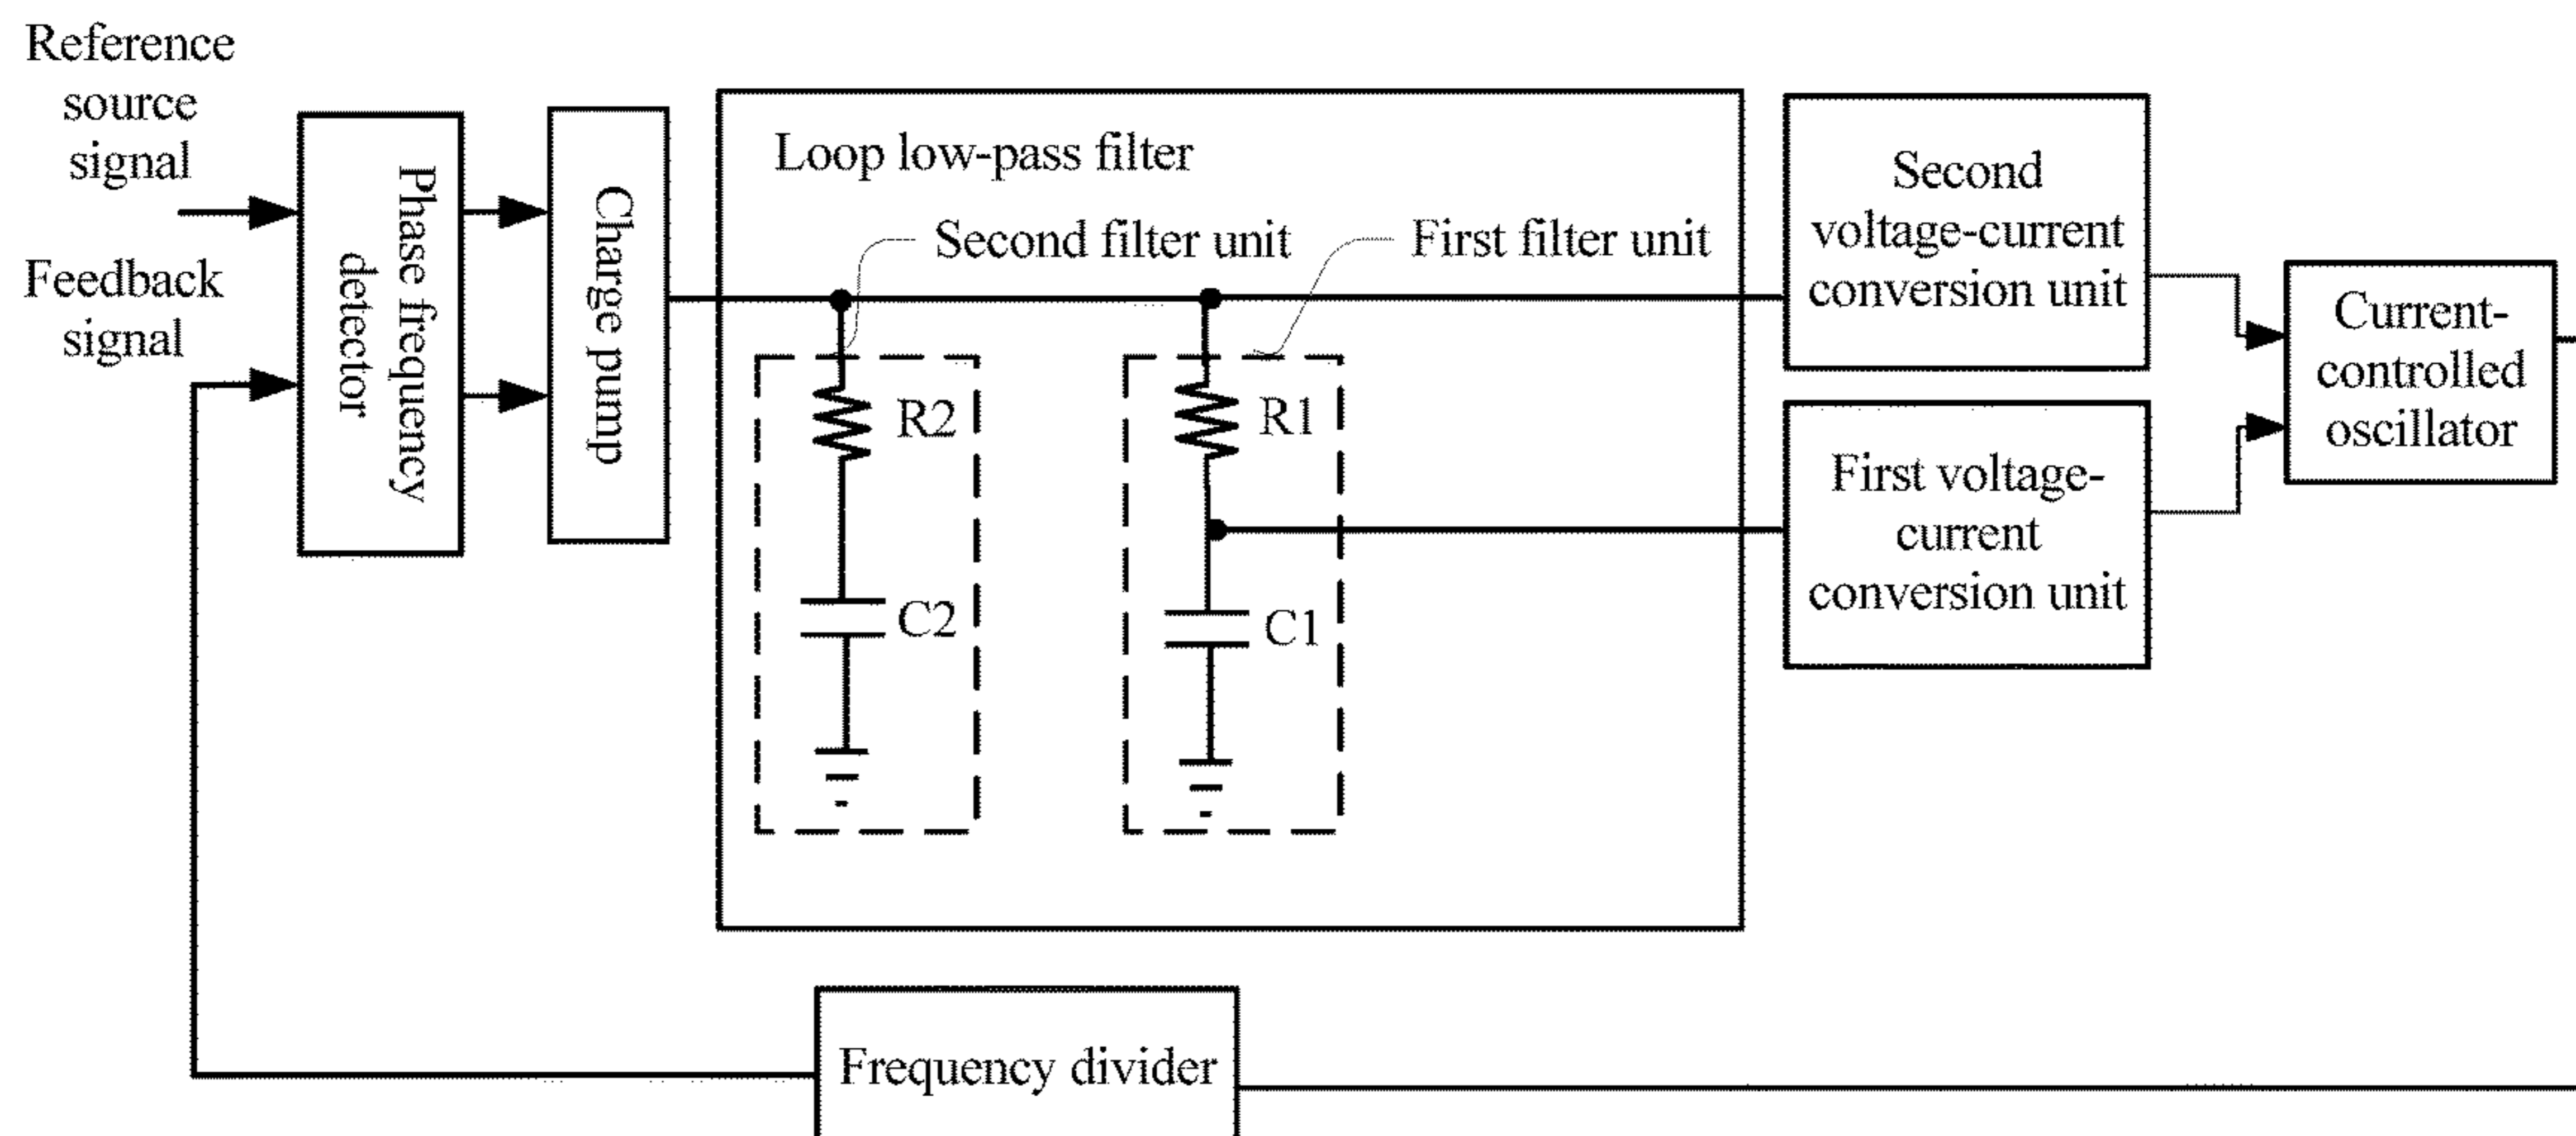 Reference
source
signal
Feedback
signal
Phase frequency
detector
Charge pump
Loop low-pass filter
Second filter unit
First filter unit
R2
C2
R1
C1
Second
voltage-current
conversion unit
First voltage-
current
conversion unit
Current-
controlled
oscillator
Frequency divider